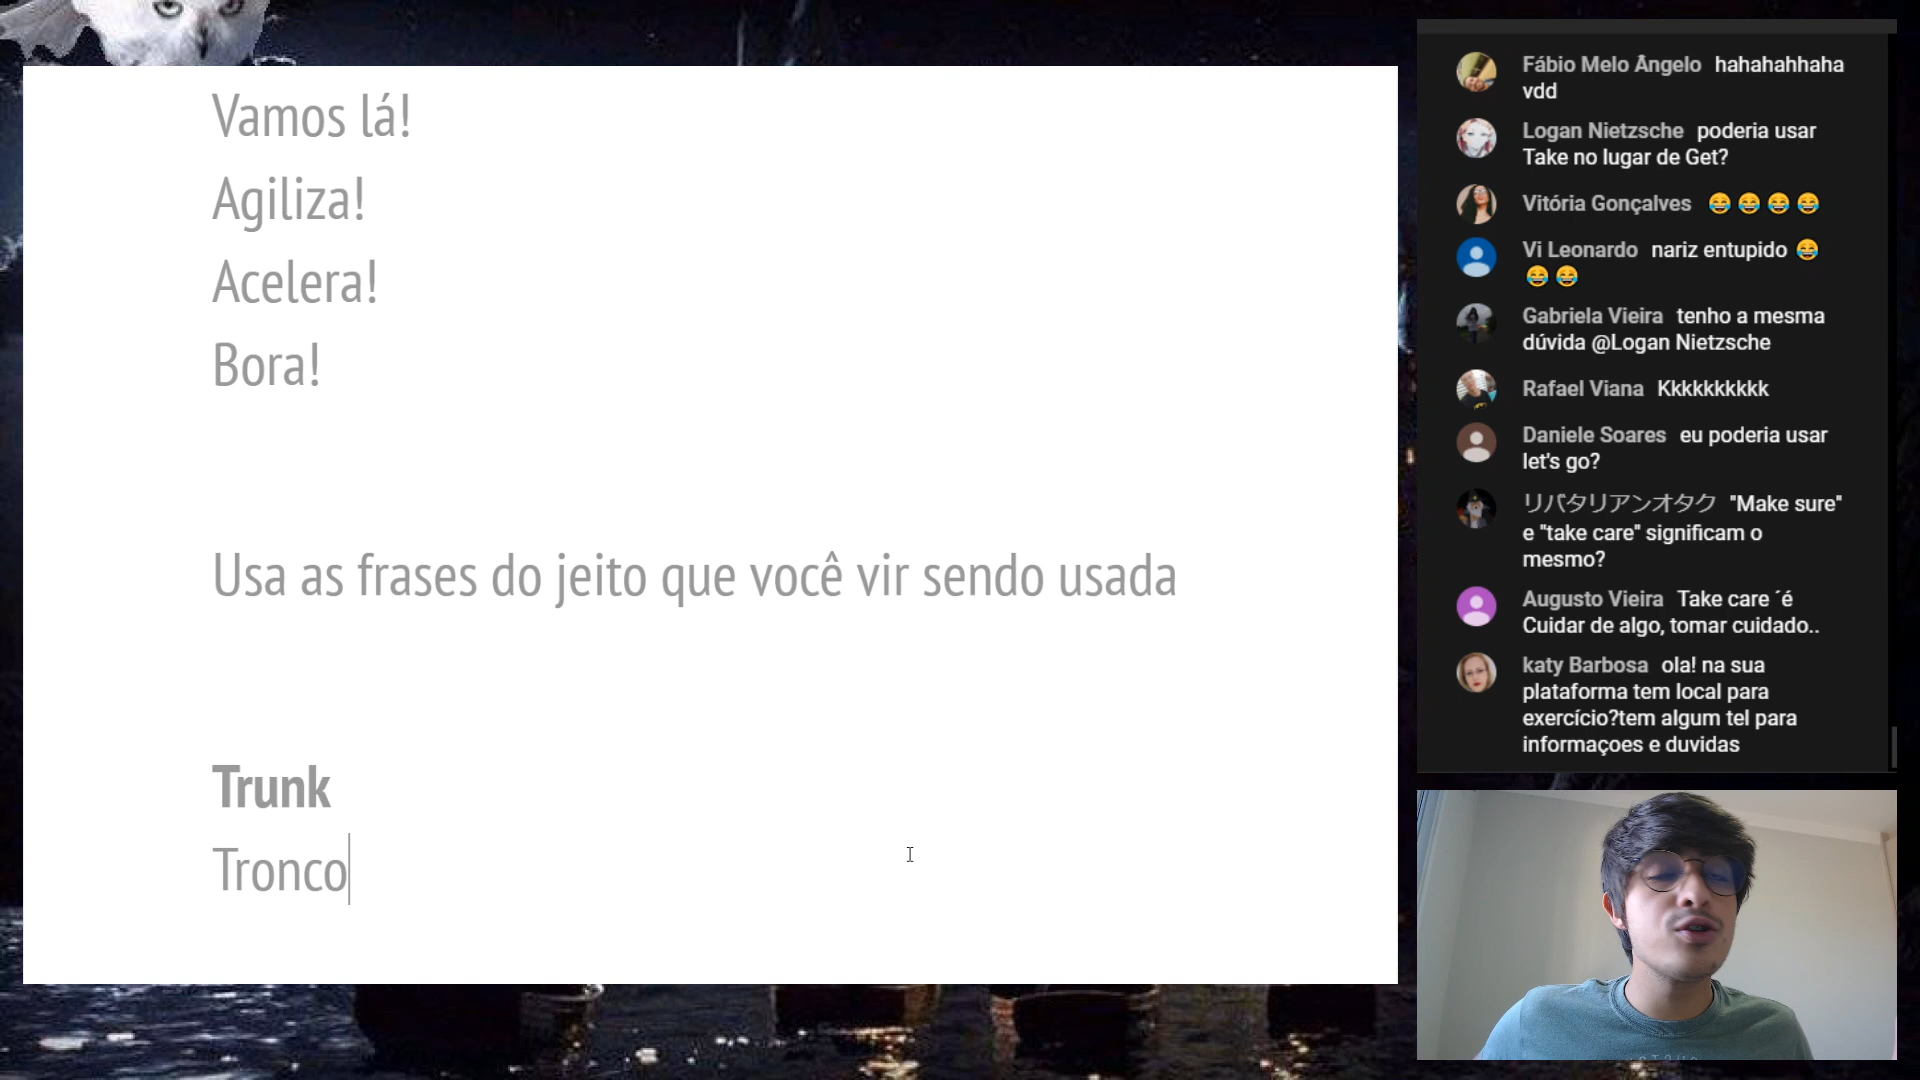 Vamos lá!
Agiliza!
Acelera!
Bora!
Usa as frases do jeito que você vir sendo usada
Trunk
Tronco
Fábio Melo Ângelo hahahahhaha
vdd
Logan Nietzsche poderia usar
Take no lugar de Get?
Vitória Gonçalves 😂 😂 😂 😂
Vi Leonardo nariz entupido 😂
😂 😂
Gabriela Vieira tenho a mesma
dúvida @Logan Nietzsche
Rafael Viana Kkkkkkkkkk
Daniele Soares eu poderia usar
let's go?
リバタリアンオタク "Make sure"
e "take care" significam o
mesmo?
Augusto Vieira Take care ´é
Cuidar de algo, tomar cuidado..
katy Barbosa ola! na sua
plataforma tem local para
exercício?tem algum tel para
informaçoes e duvidas